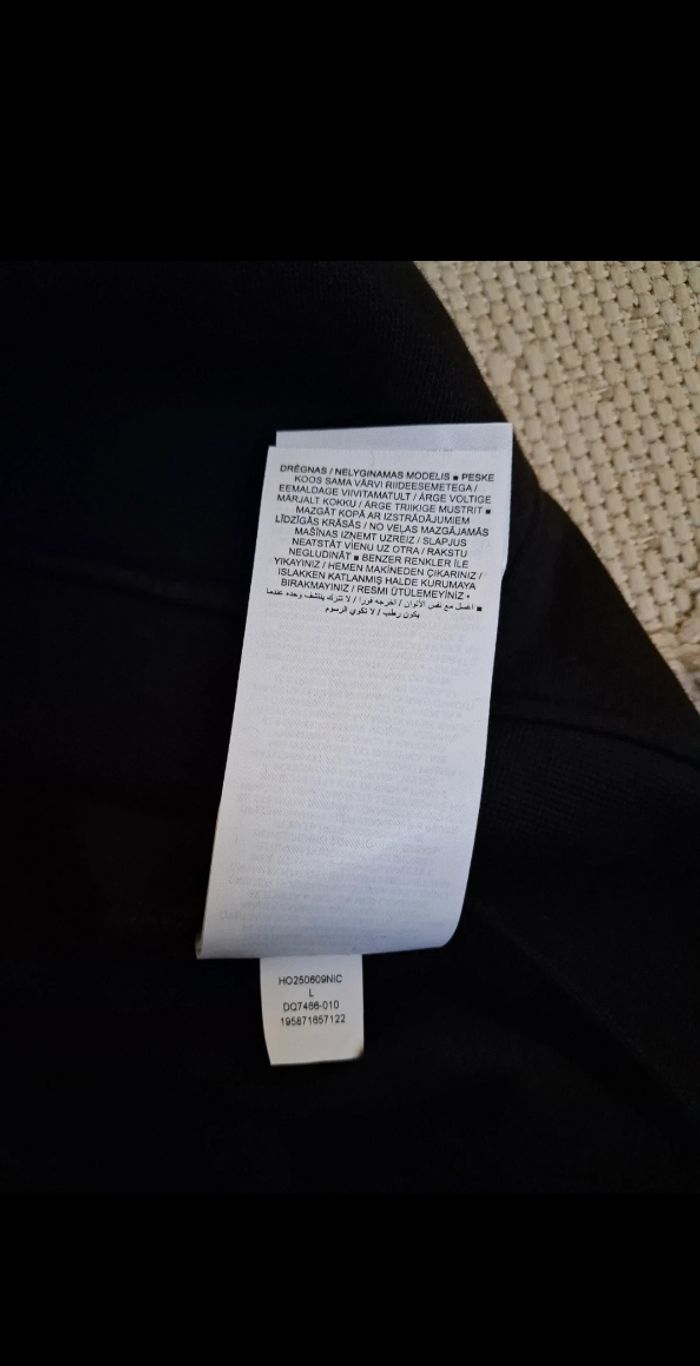 DRĖGNAS / NELYGINAMAS MODELIS ■ PESKE
KOOS SAMA VÄRVI RIIDEESEMETEGA /
EEMALDAGE VIIVITAMATULT / ÄRGE VOLTIGE
MÄRJALT KOKKU / ÄRGE TRIIKIGE MUSTRIT ■
MAZGĀT KOPĀ AR IZSTRĀDĀJUMIEM
LĪDZĪGĀS KRĀSĀS / NO VEĻAS MAZGĀJAMĀS
MAŠĪNAS IZŅEMT UZREIZ / SLAPJUS
NEATSTĀT VIENU UZ OTRA / RAKSTU
NEGLUDINĀT ■ BENZER RENKLER İLE
YIKAYINIZ / HEMEN MAKİNEDEN ÇIKARINIZ /
ISLAKKEN KATLANMIŞ HALDE KURUMAYA
BIRAKMAYINIZ / RESMI ÜTÜLEMEYİNİZ •
■ اغسل مع نفس الألوان / اخرجه فورا / لا تترك ينشف وحده عندما
يكون رطب / لا تكوي الرسوم
HO250609NIC
L
DQ7466-010
195871657122